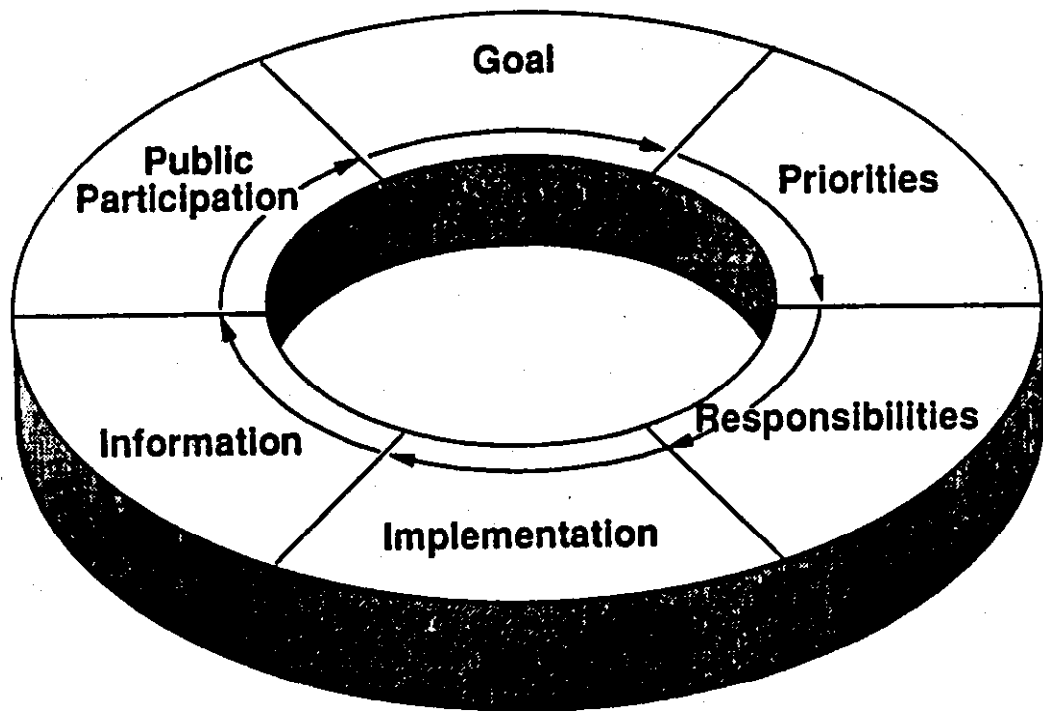 Goal
Priorities
Responsibilities
Implementation
Information
Public
Participation